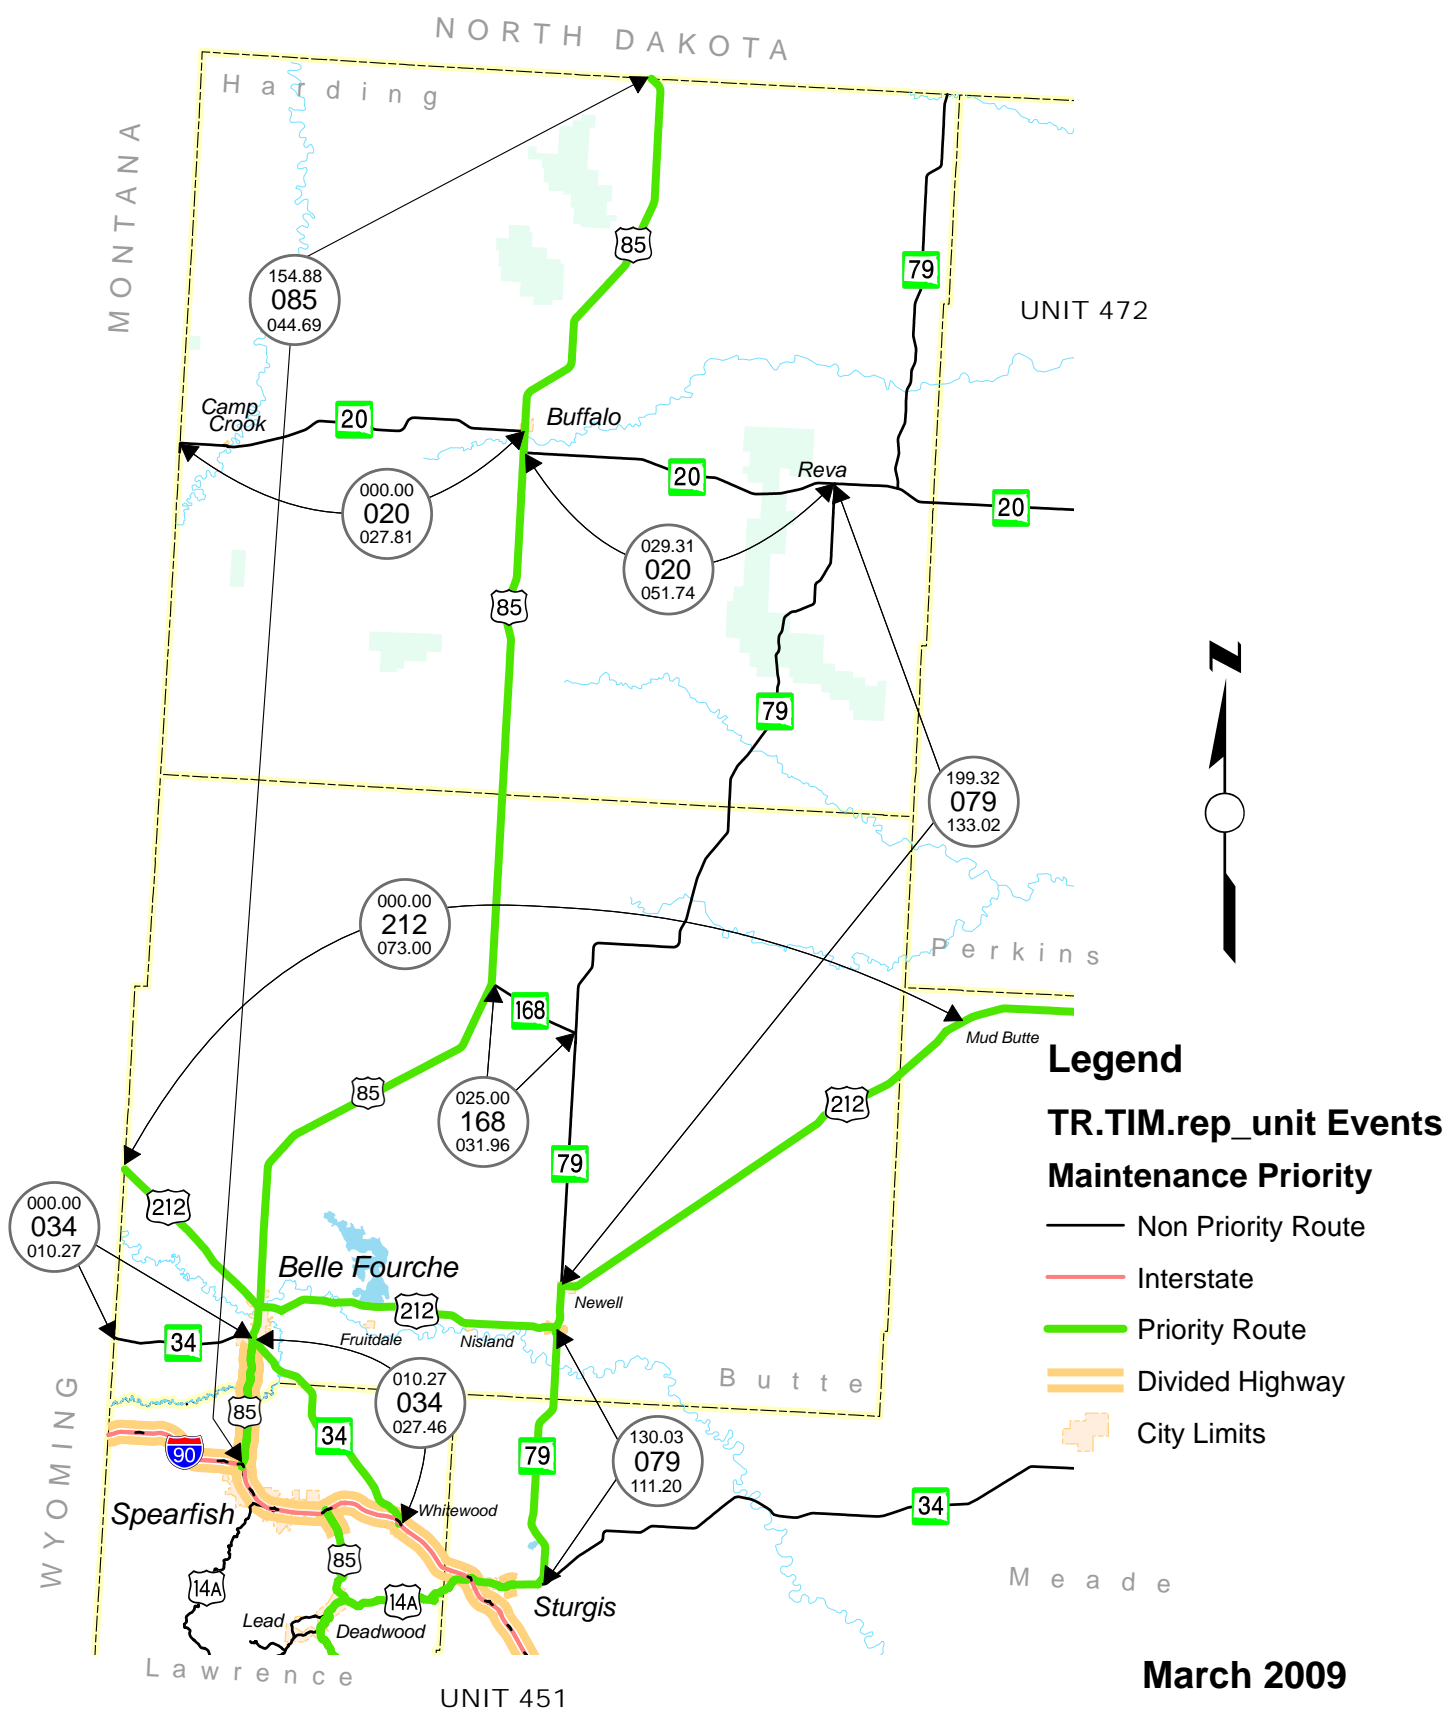 NORTH DAKOTA
Harding
MONTANA
85
79
154.88
085
044.69
UNIT 472
Camp
Crook
20
Buffalo
20
Reva
20
000.00
020
027.81
029.31
020
051.74
85
79
199.32
079
133.02
000.00
212
073.00
Perkins
168
Mud Butte
Legend
TR.TIM.rep_unit Events
Maintenance Priority
Non Priority Route
Interstate
Priority Route
Divided Highway
City Limits
85
212
025.00
168
031.96
79
212
000.00
034
010.27
Belle Fourche
212
Newell
Fruitdale
Nisland
34
Butte
010.27
034
027.46
WYOMING
85
34
90
79
130.03
079
111.20
Spearfish
Whitewood
34
85
14A
14A
Meade
Sturgis
Lead
Deadwood
Lawrence
UNIT 451
March 2009
N